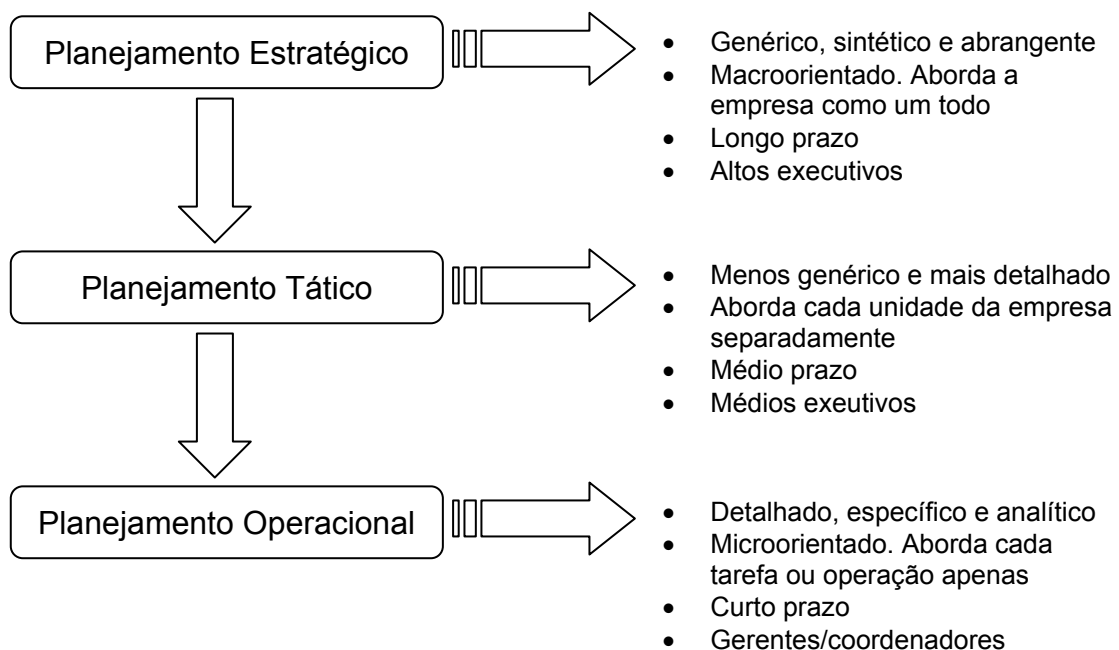 Planejamento Estratégico
• Genérico, sintético e abrangente
• Macroorientado. Aborda a
empresa como um todo
• Longo prazo
• Altos executivos
Planejamento Tático
• Menos genérico e mais detalhado
• Aborda cada unidade da empresa
separadamente
• Médio prazo
• Médios exeutivos
Planejamento Operacional
• Detalhado, específico e analítico
• Microorientado. Aborda cada
tarefa ou operação apenas
• Curto prazo
• Gerentes/coordenadores